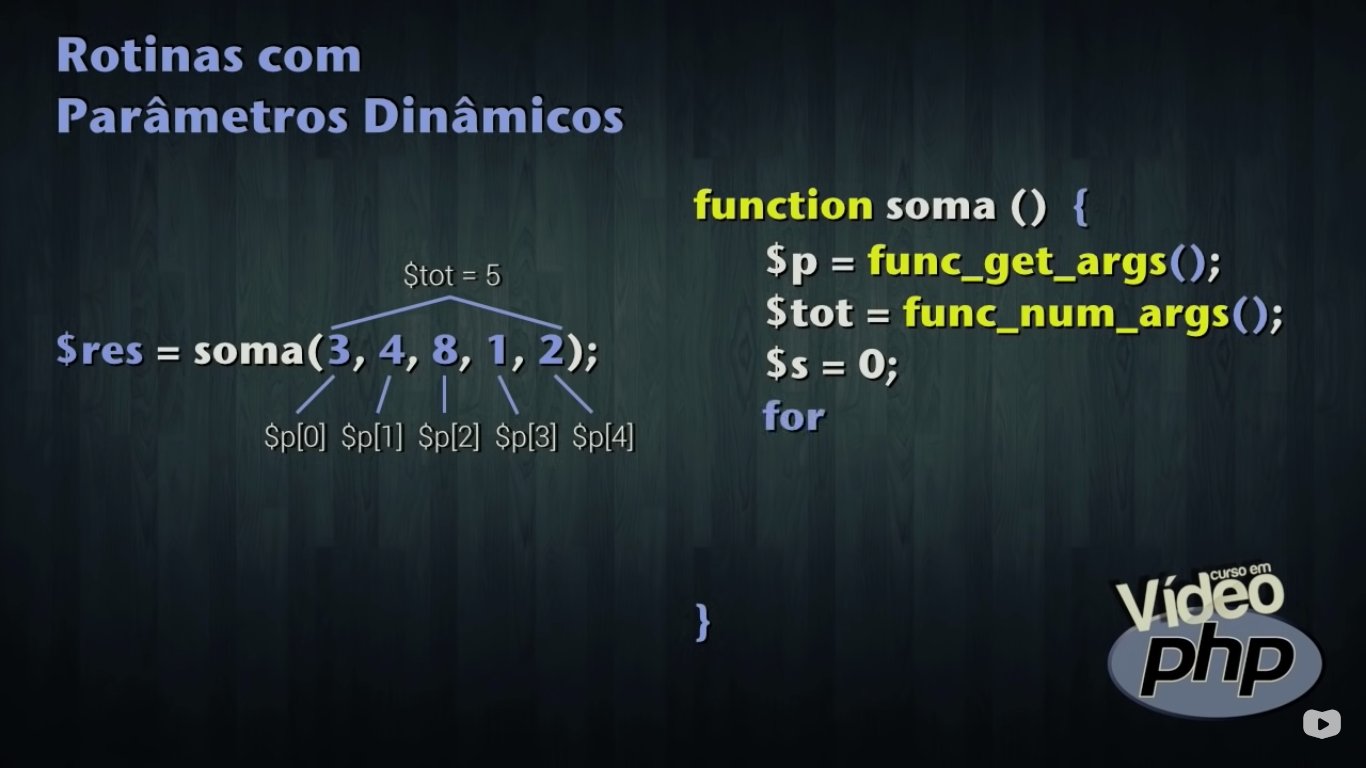 Rotinas com
Parâmetros Dinâmicos
$tot = 5
$res = soma(3, 4, 8, 1, 2);
$p[0] $p[1] $p[2] $p[3] $p[4]
function soma () {
$p = func_get_args();
$tot = func_num_args();
$s = 0;
for
}
curso em
Vídeo
php